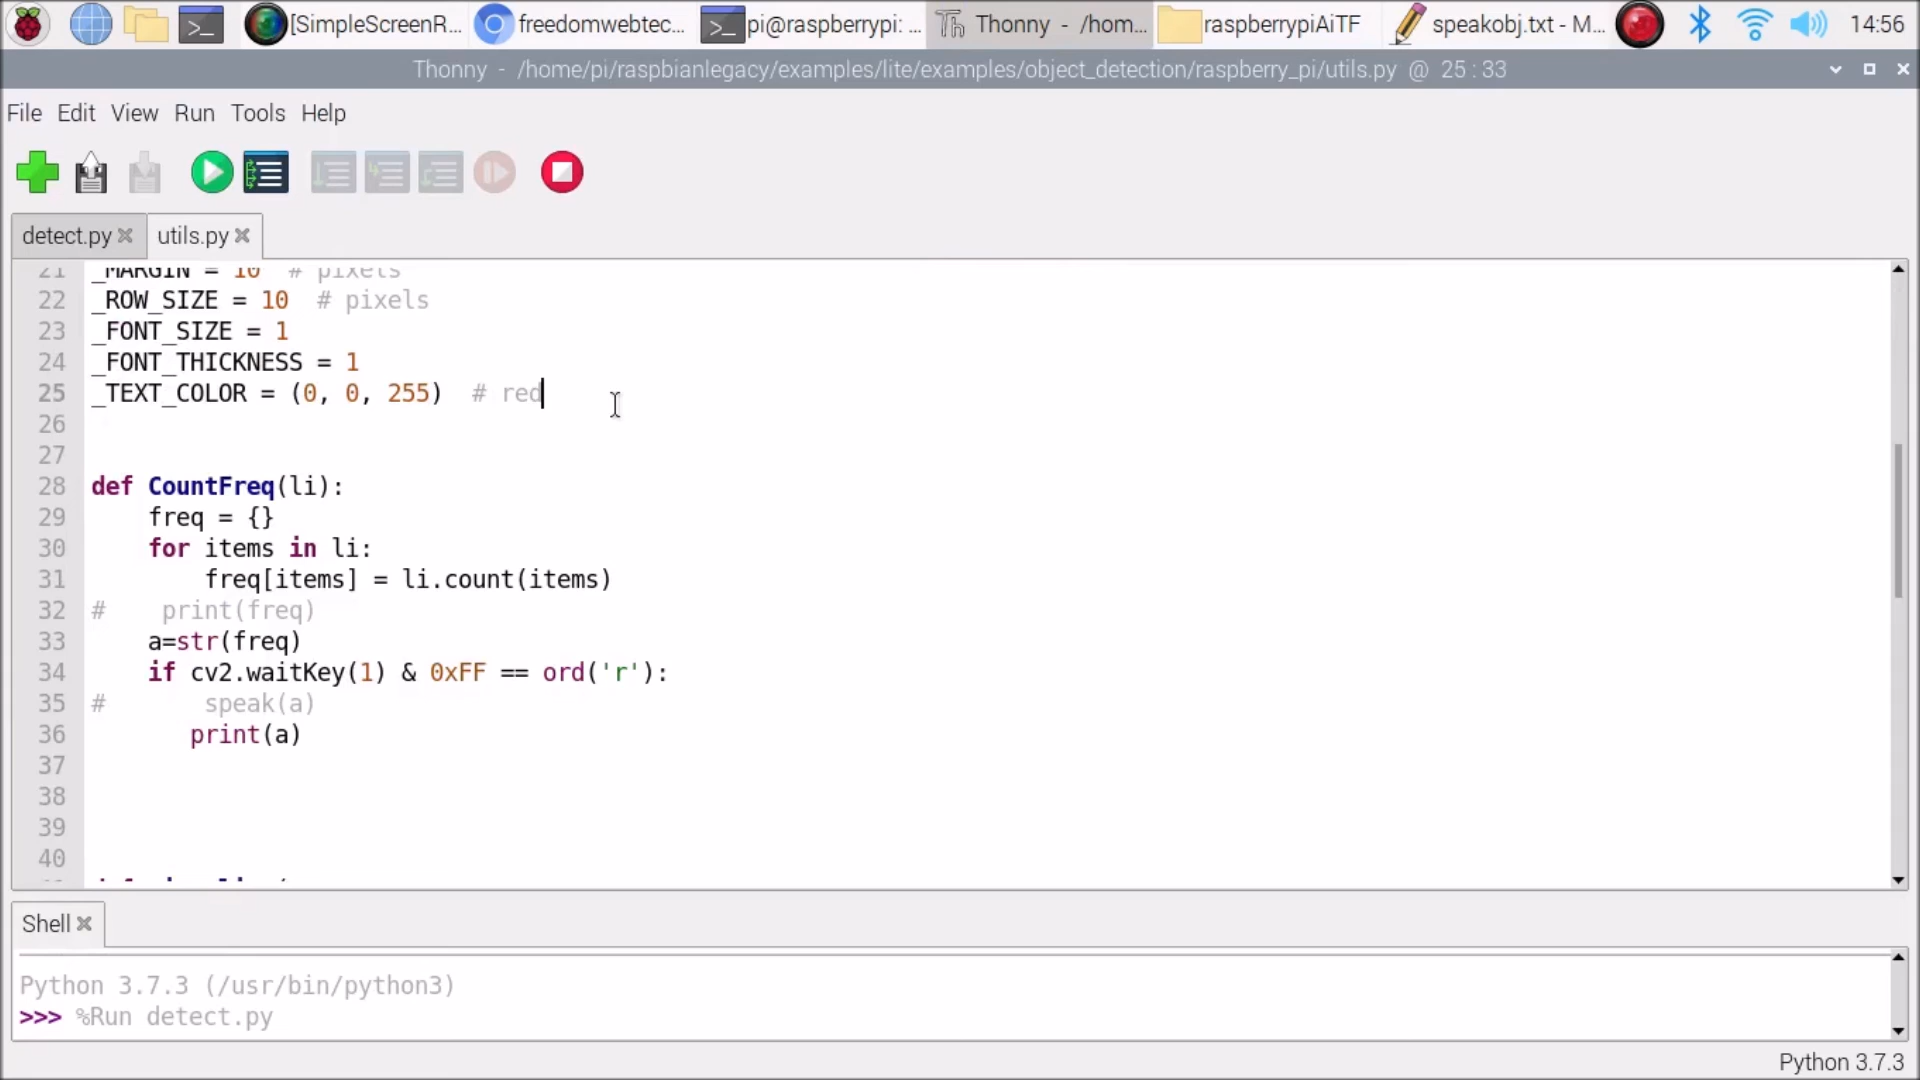 [SimpleScreenR...
freedomwebtec...
pi@raspberrypi: ...
Thonny - /hom...
raspberrypiAiTF
speakobj.txt - M...
14:56
Thonny - /home/pi/raspbianlegacy/examples/lite/examples/object_detection/raspberry_pi/utils.py @ 25:33
File Edit View Run Tools Help
detect.py
utils.py
21 _MARGIN = 10 # pixels
22 _ROW_SIZE = 10 # pixels
23 _FONT_SIZE = 1
24 _FONT_THICKNESS = 1
25 _TEXT_COLOR = (0, 0, 255) # red
26
27
28 def CountFreq(li):
29 freq = {}
30 for items in li:
31 freq[items] = li.count(items)
32 # print(freq)
33 a=str(freq)
34 if cv2.waitKey(1) & 0xFF == ord('r'):
35 # speak(a)
36 print(a)
37
38
39
40
Shell
Python 3.7.3 (/usr/bin/python3)
>>> %Run detect.py
Python 3.7.3